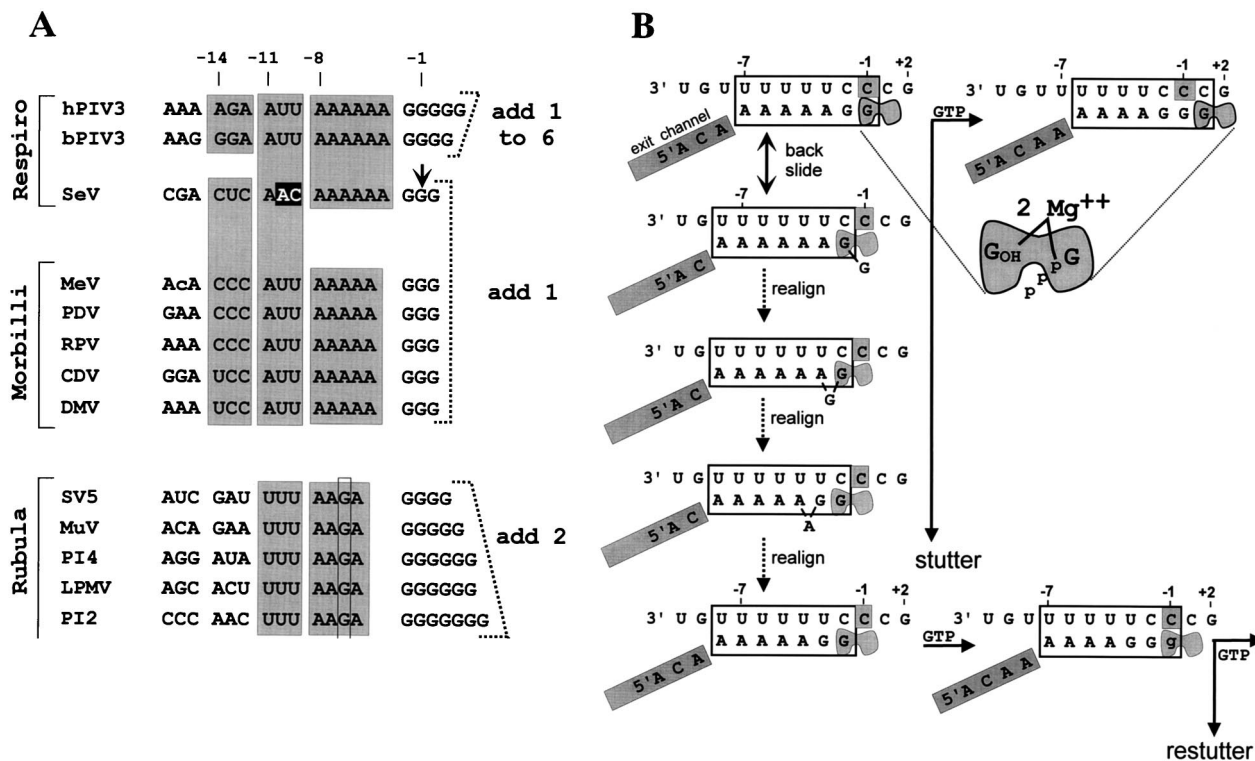 A
-14 -11 -8 -1
Respiro
hPIV3 AAA AGA AUU AAAAAA GGGGG
bPIV3 AAG GGA AUU AAAAAA GGGG
add 1
to 6
SeV CGA CUC AAC AAAAAA GGG
Morbilli
MeV AcA CCC AUU AAAAA GGG
PDV GAA CCC AUU AAAAA GGG
RPV AAA CCC AUU AAAAA GGG
CDV GGA UCC AUU AAAAA GGG
DMV AAA UCC AUU AAAAA GGG
add 1
Rubula
SV5 AUC GAU UUU AAGA GGGG
MuV ACA GAA UUU AAGA GGGGG
PI4 AGG AUA UUU AAGA GGGGGG
LPMV AGC ACU UUU AAGA GGGGGG
PI2 CCC AAC UUU AAGA GGGGGGG
add 2
B
-7 -1 +2
3' U G U U U U U U C C C G
A A A A A G G
exit channel
5' A C A
back
slide
-1
3' U G U U U U U U C C C G
A A A A A A G
G
5' A C
realign
3' U G U U U U U U C C C G
A A A A A A G
G
5' A C
realign
3' U G U U U U U U C C C G
A A A A A G G
A
5' A C
realign
-7 -1 +2
3' U G U U U U U U C C C G
A A A A A G G
5' A C A
GTP
-7 -1 +2
3' U G U U U U U U C C C G
A A A A G G G
5' A C A A
2 Mg++
GOH
p p p G
stutter
GTP
-7 -1 +2
3' U G U U U U U U C C C G
A A A A G G g
5' A C A A
GTP
restutter